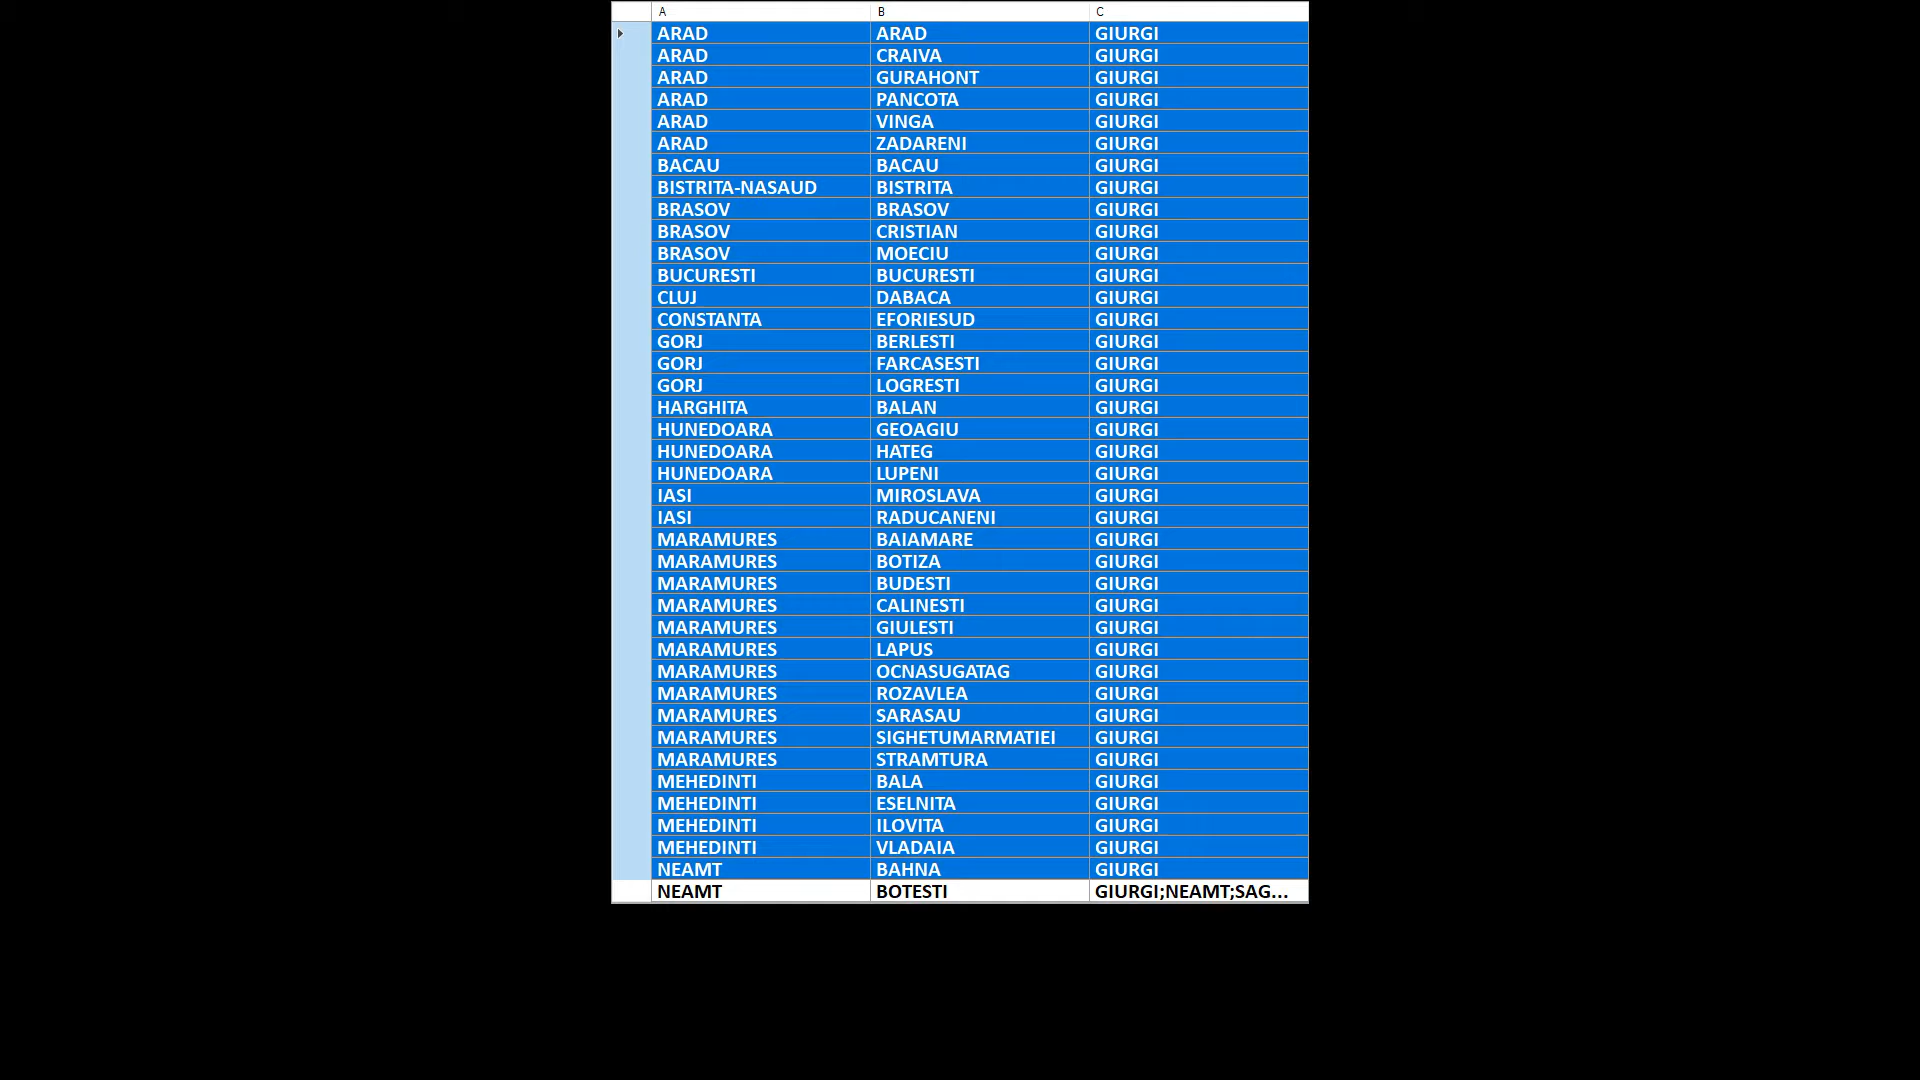 A B C
ARAD ARAD GIURGI
ARAD CRAIVA GIURGI
ARAD GURAHONT GIURGI
ARAD PANCOTA GIURGI
ARAD VINGA GIURGI
ARAD ZADARENI GIURGI
BACAU BACAU GIURGI
BISTRITA-NASAUD BISTRITA GIURGI
BRASOV BRASOV GIURGI
BRASOV CRISTIAN GIURGI
BRASOV MOECIU GIURGI
BUCURESTI BUCURESTI GIURGI
CLUJ DABACA GIURGI
CONSTANTA EFORIESUD GIURGI
GORJ BERLESTI GIURGI
GORJ FARCASESTI GIURGI
GORJ LOGRESTI GIURGI
HARGHITA BALAN GIURGI
HUNEDOARA GEOAGIU GIURGI
HUNEDOARA HATEG GIURGI
HUNEDOARA LUPENI GIURGI
IASI MIROSLAVA GIURGI
IASI RADUCANENI GIURGI
MARAMURES BAIAMARE GIURGI
MARAMURES BOTIZA GIURGI
MARAMURES BUDESTI GIURGI
MARAMURES CALINESTI GIURGI
MARAMURES GIULESTI GIURGI
MARAMURES LAPUS GIURGI
MARAMURES OCNASUGATAG GIURGI
MARAMURES ROZAVLEA GIURGI
MARAMURES SARASAU GIURGI
MARAMURES SIGHETUMARMATIEI GIURGI
MARAMURES STRAMTURA GIURGI
MEHEDINTI BALA GIURGI
MEHEDINTI ESELNITA GIURGI
MEHEDINTI ILOVITA GIURGI
MEHEDINTI VLADAIA GIURGI
NEAMT BAHNA GIURGI
NEAMT BOTESTI GIURGI;NEAMT;SAG...